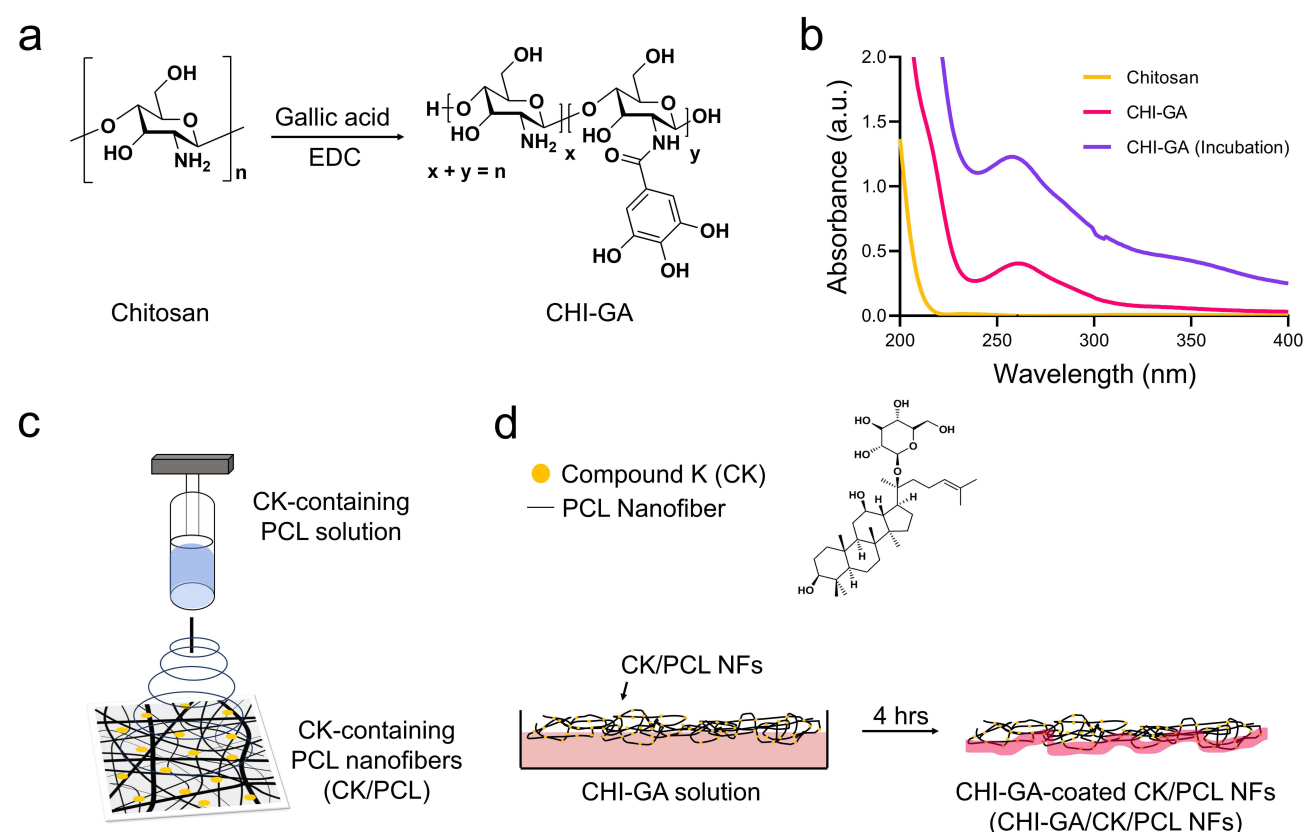 a
OH
O
O
HO
NH2
n
Gallic acid
EDC
Chitosan
OH
OH
H
O
O
O
O
OH
HO
NH2
HO
NH
x
y
x + y = n
O
OH
HO
OH
CHI-GA
b
Absorbance (a.u.)
2.0
1.5
1.0
0.5
0.0
200
250
300
350
400
Wavelength (nm)
Chitosan
CHI-GA
CHI-GA (Incubation)
c
CK-containing
PCL solution
CK-containing
PCL nanofibers
(CK/PCL)
d
Compound K (CK)
PCL Nanofiber
OH
HO
OH
O
HO
O
HO
H
H
H
H
HO
CK/PCL NFs
CHI-GA solution
4 hrs
CHI-GA-coated CK/PCL NFs
(CHI-GA/CK/PCL NFs)